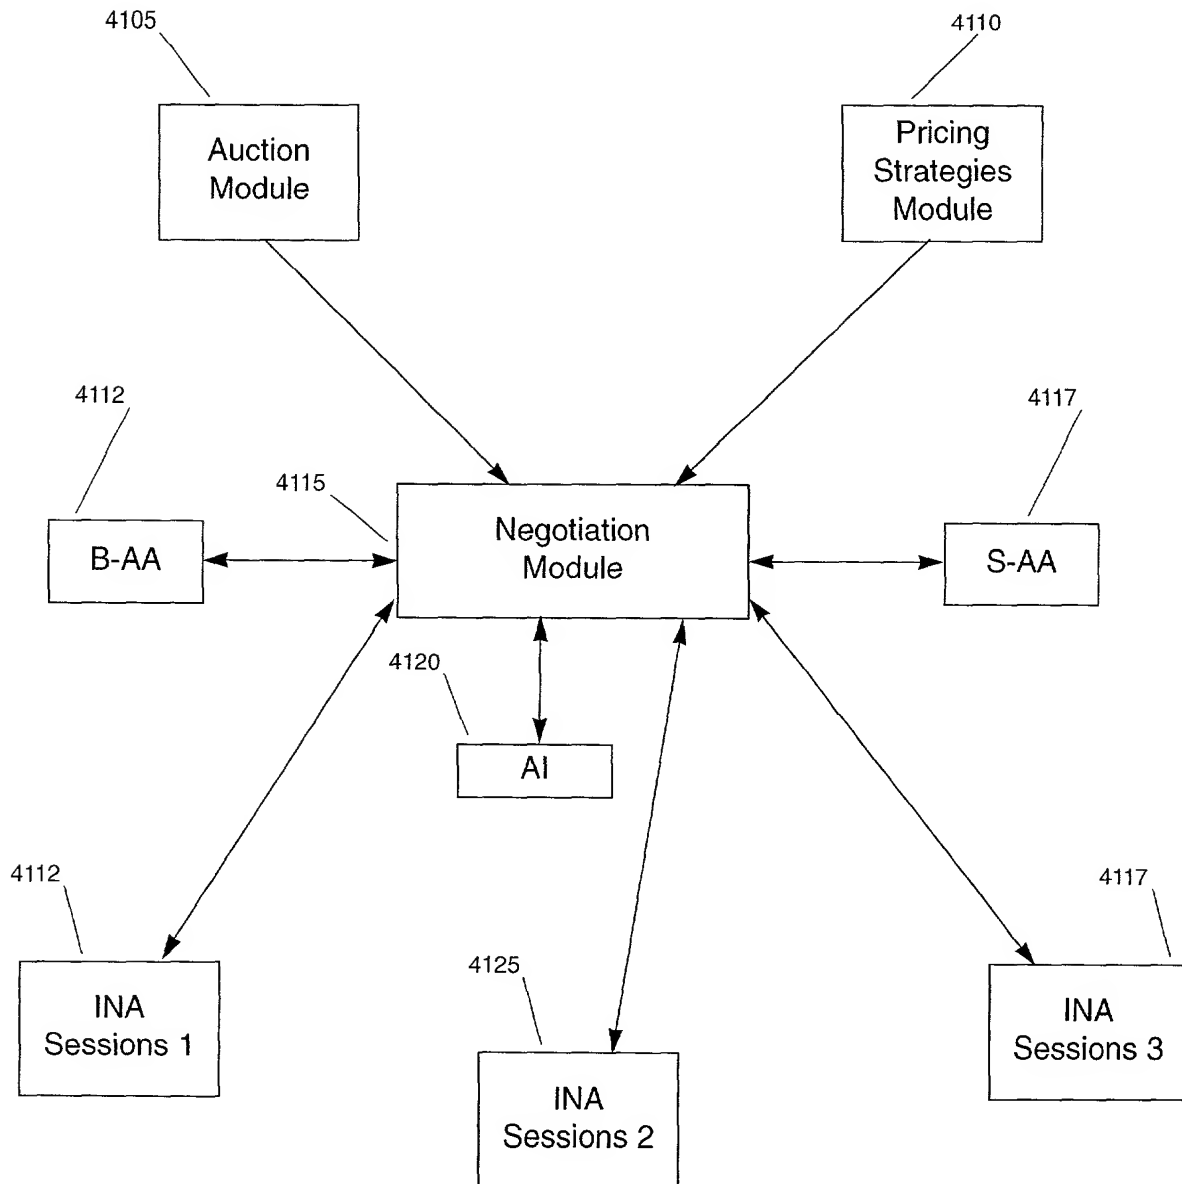 4105
4110
Auction
Module
Pricing
Strategies
Module
4112
4117
4115
Negotiation
Module
B-AA
S-AA
4120
AI
4112
4117
4125
INA
Sessions 1
INA
Sessions 3
INA
Sessions 2